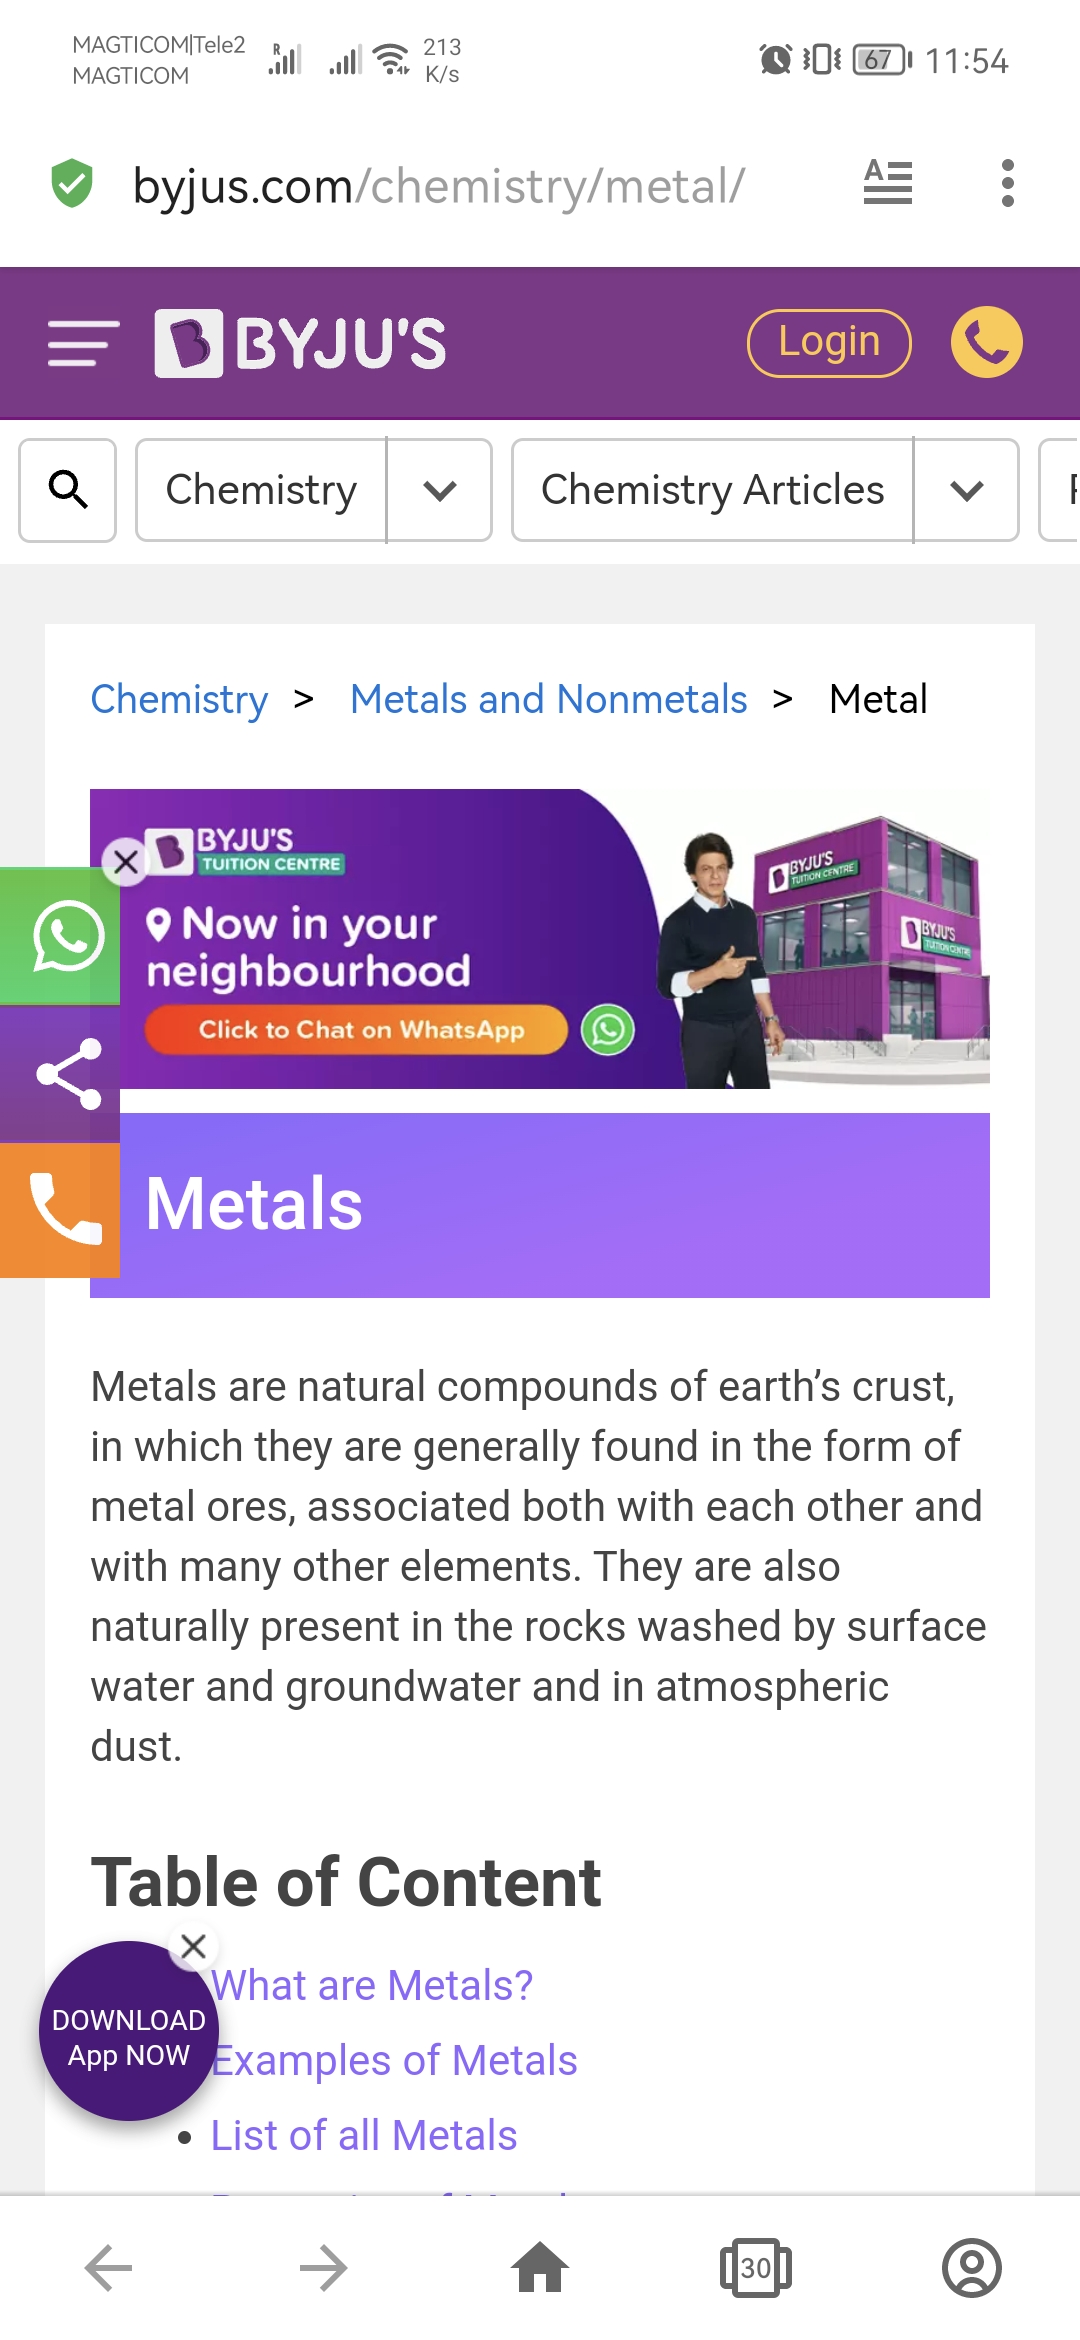 MAGTICOM|Tele2
MAGTICOM
R
213
K/s
67
11:54
byjus.com/chemistry/metal/
BYJU'S
Login
Chemistry
Chemistry Articles
Chemistry > Metals and Nonmetals > Metal
BYJU'S
TUITION CENTRE
Now in your
neighbourhood
Click to Chat on WhatsApp
BYJU'S
TUITION CENTRE
BYJU'S
TUITION CENTRE
Metals
Metals are natural compounds of earth’s crust,
in which they are generally found in the form of
metal ores, associated both with each other and
with many other elements. They are also
naturally present in the rocks washed by surface
water and groundwater and in atmospheric
dust.
Table of Content
What are Metals?
DOWNLOAD
App NOW
Examples of Metals
• List of all Metals
30